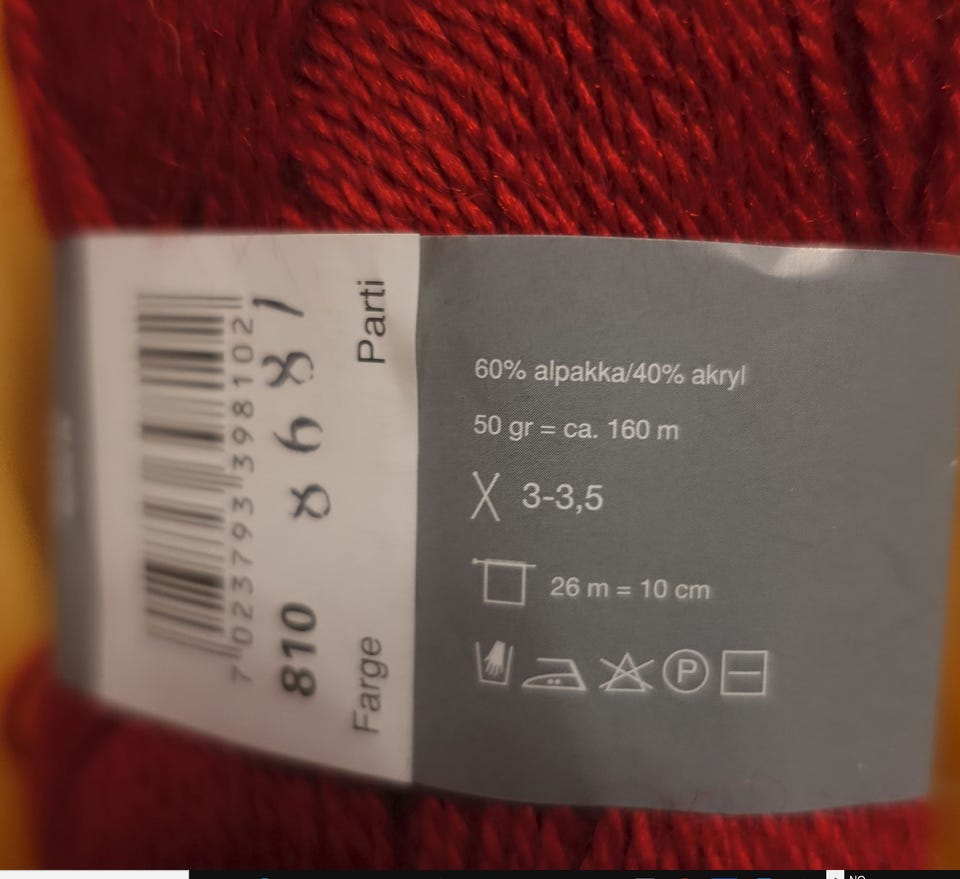 7 023793 398102
810 8681
Farge Parti
60% alpakka/40% akryl
50 gr = ca. 160 m
3-3,5
26 m = 10 cm
P